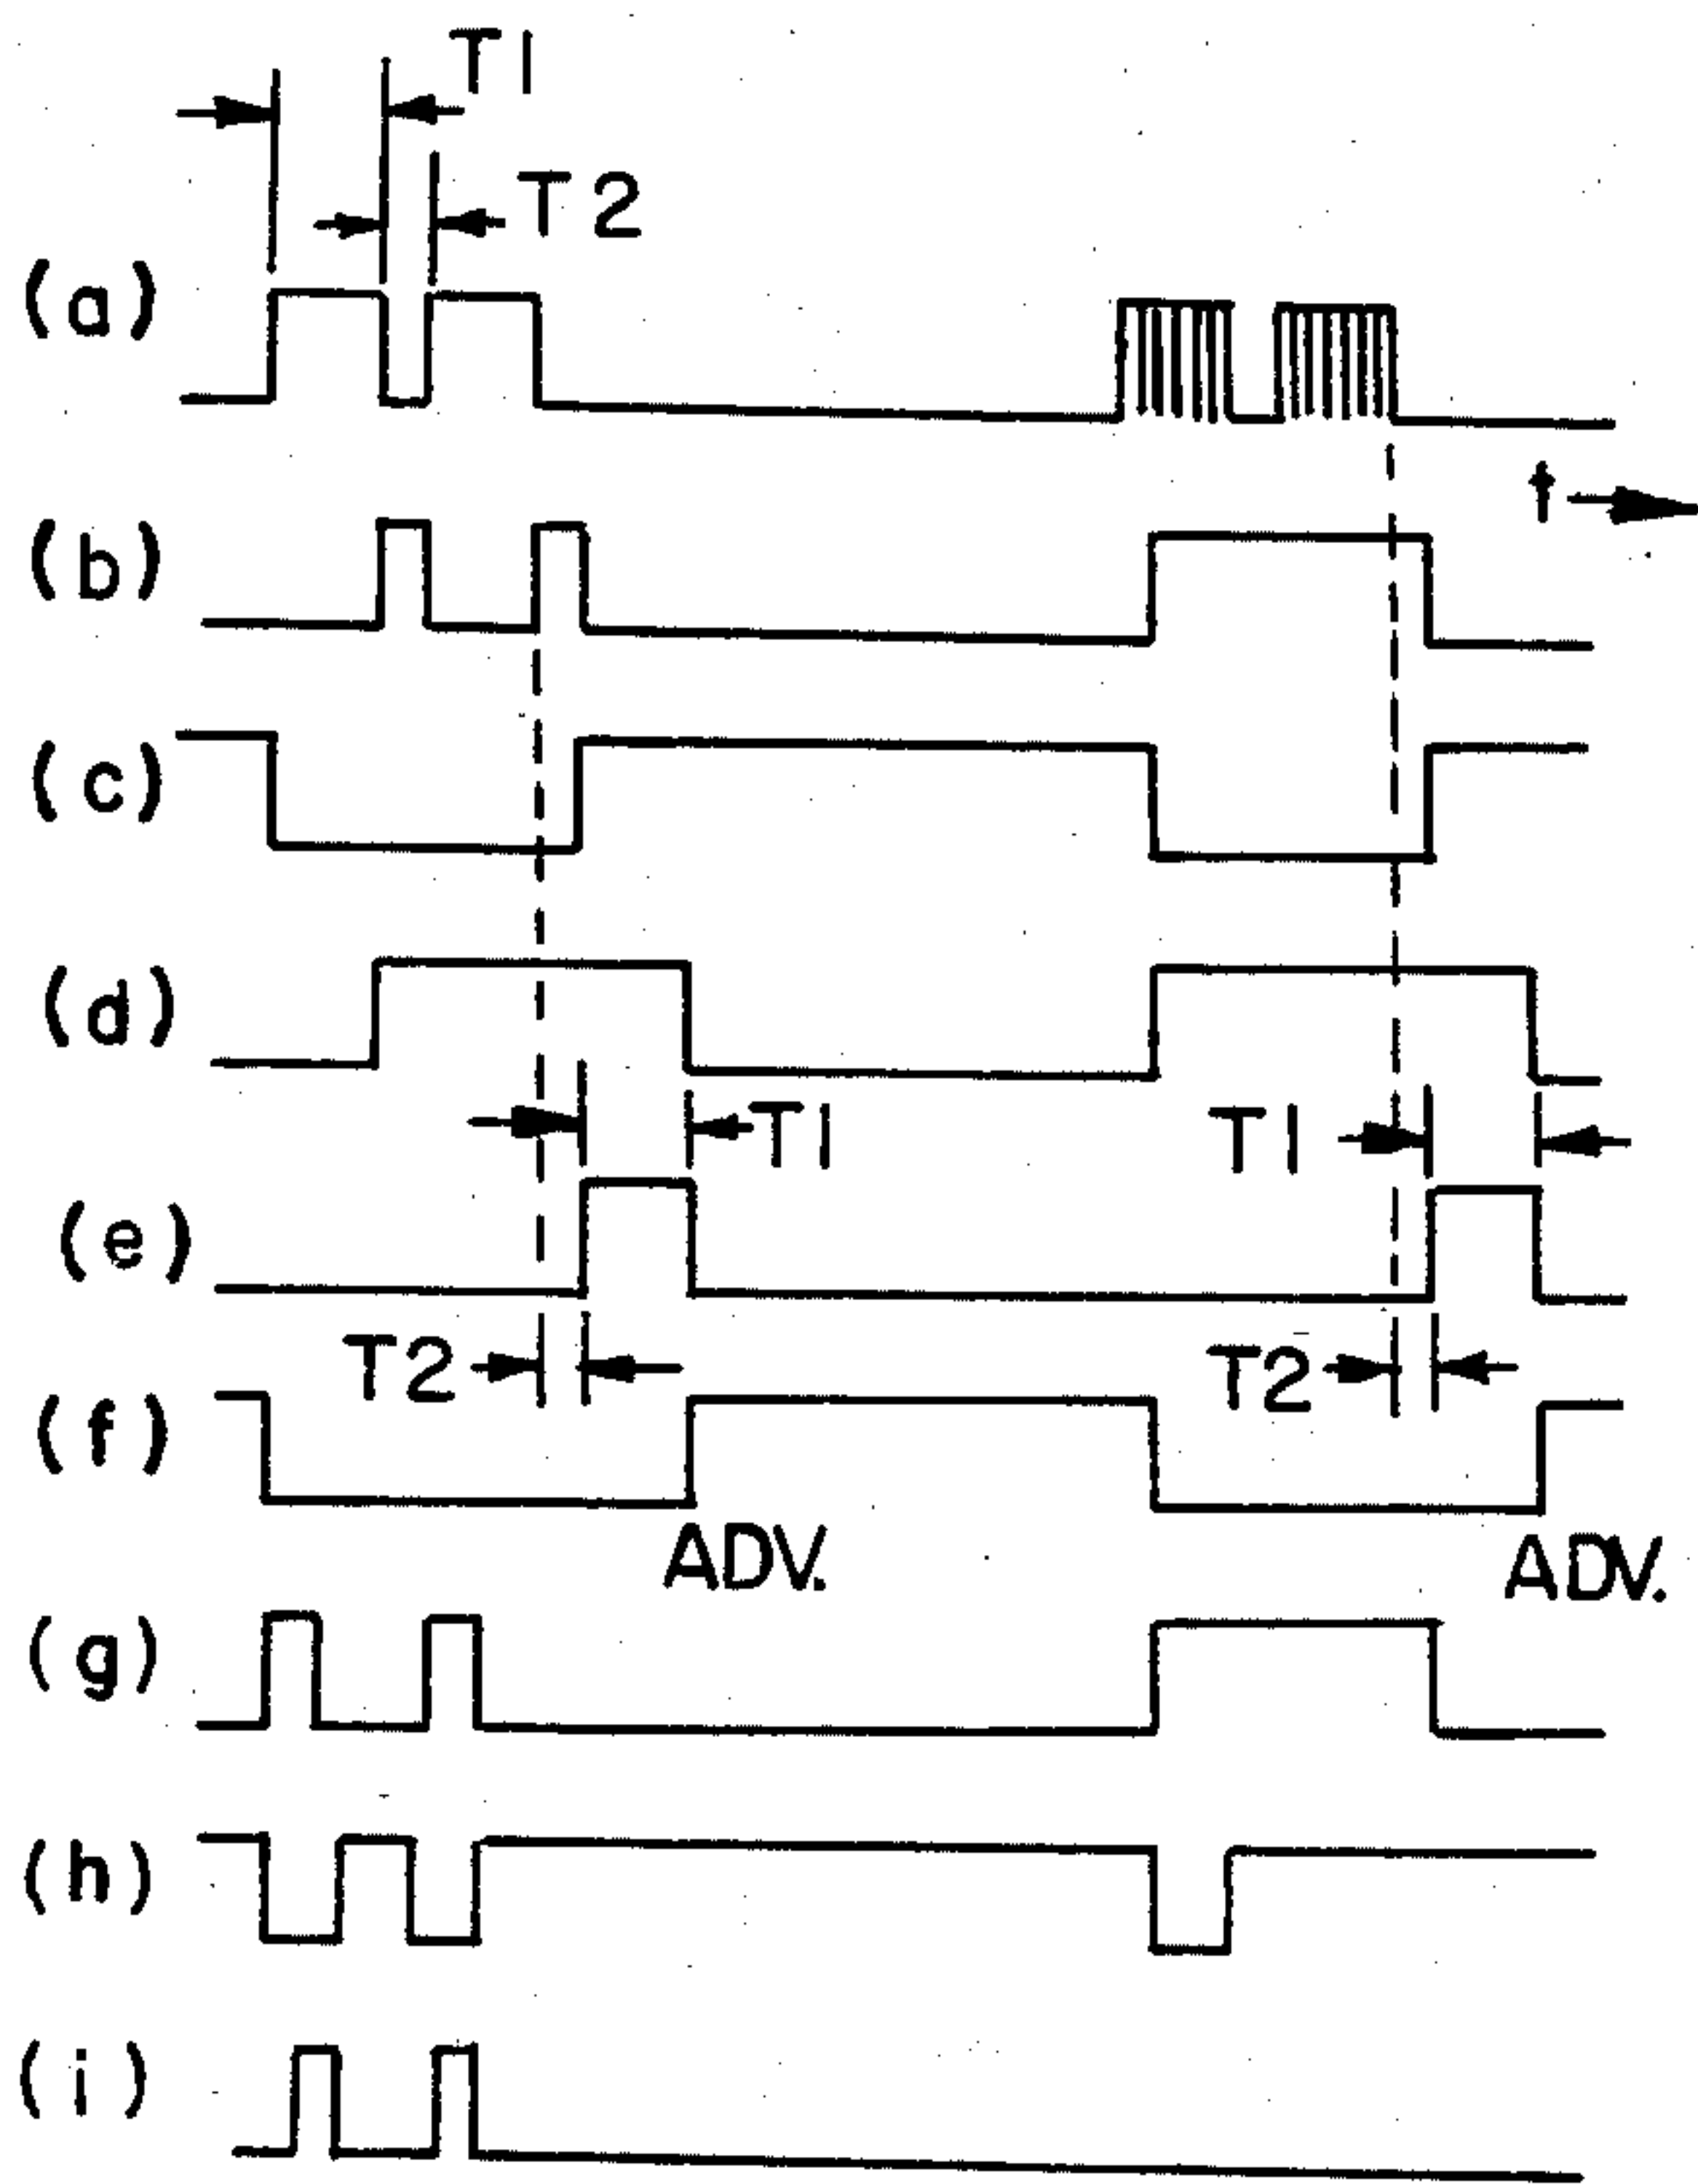 T1
T2
(a)
t
(b)
(c)
(d)
T1 T1
(e)
T2 T2
(f)
ADV. ADV.
(g)
(h)
(i)